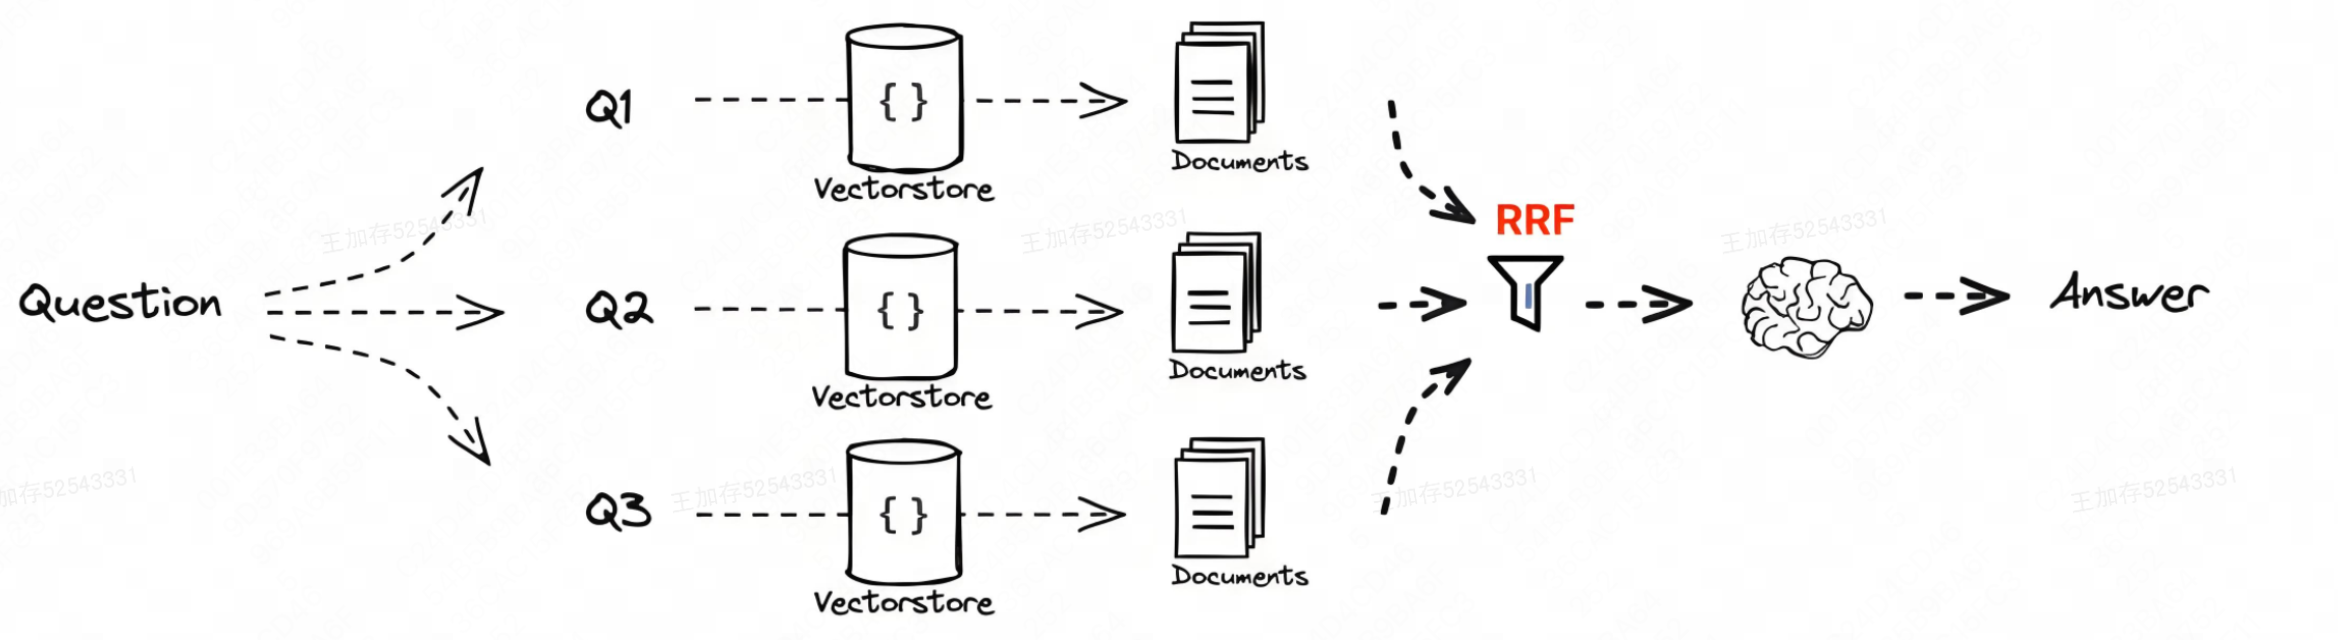 Question
Q1
{ }
Vectorstore
Documents
Q2
{ }
Vectorstore
Documents
Q3
{ }
Vectorstore
Documents
RRF
Answer
王加存52543331
王加存52543331
王加存52543331
加存52543331
王加存52543331
王加存52543331
王加存52543331